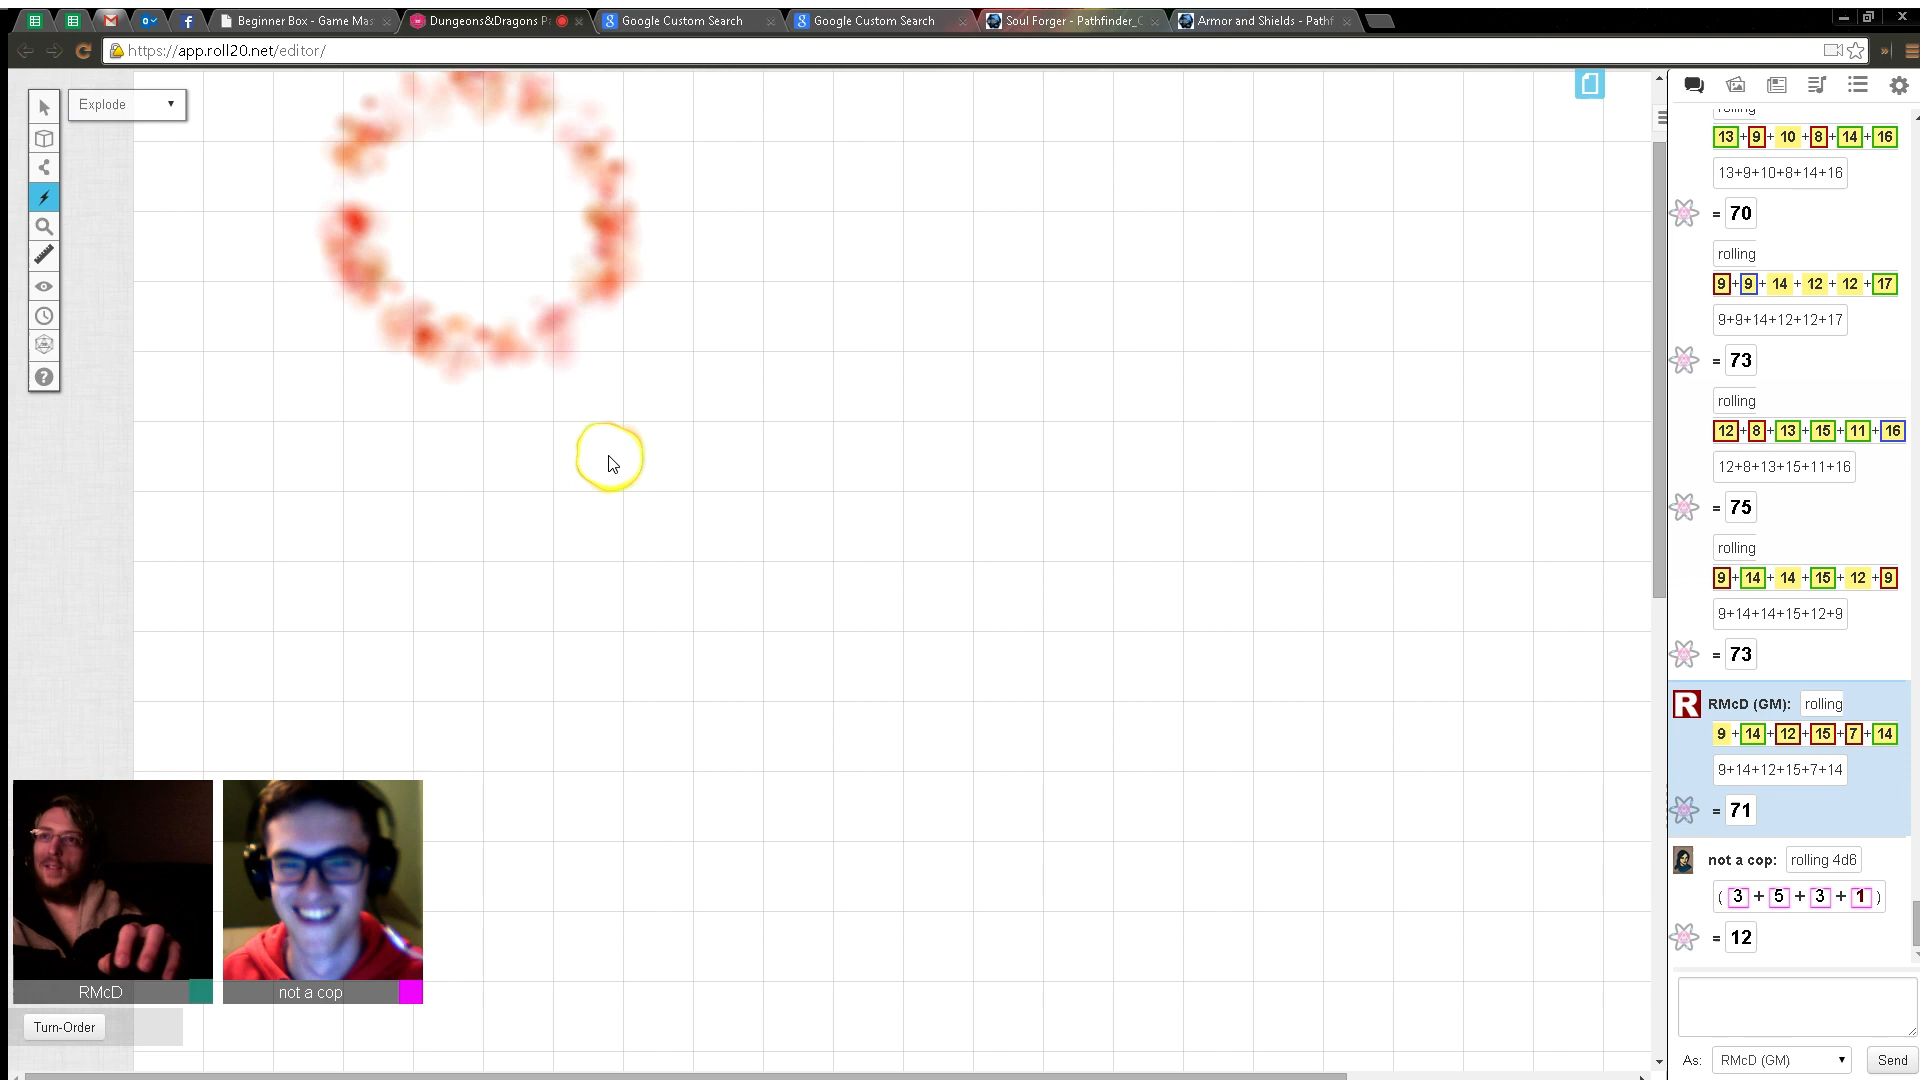 Beginner Box - Game Mas
Dungeons&Dragons Pa
Google Custom Search
Google Custom Search
Soul Forger - Pathfinder_C
Armor and Shields - Pathf
https://app.roll20.net/editor/
Explode
rolling
13+9+10+8+14+16
13+9+10+8+14+16
= 70
rolling
9+9+14+12+12+17
9+9+14+12+12+17
= 73
rolling
12+8+13+15+11+16
12+8+13+15+11+16
= 75
rolling
9+14+14+15+12+9
9+14+14+15+12+9
= 73
R RMcD (GM): rolling
9+14+12+15+7+14
9+14+12+15+7+14
= 71
not a cop: rolling 4d6
(3+5+3+1)
= 12
RMcD
not a cop
Turn-Order
As: RMcD (GM) Send